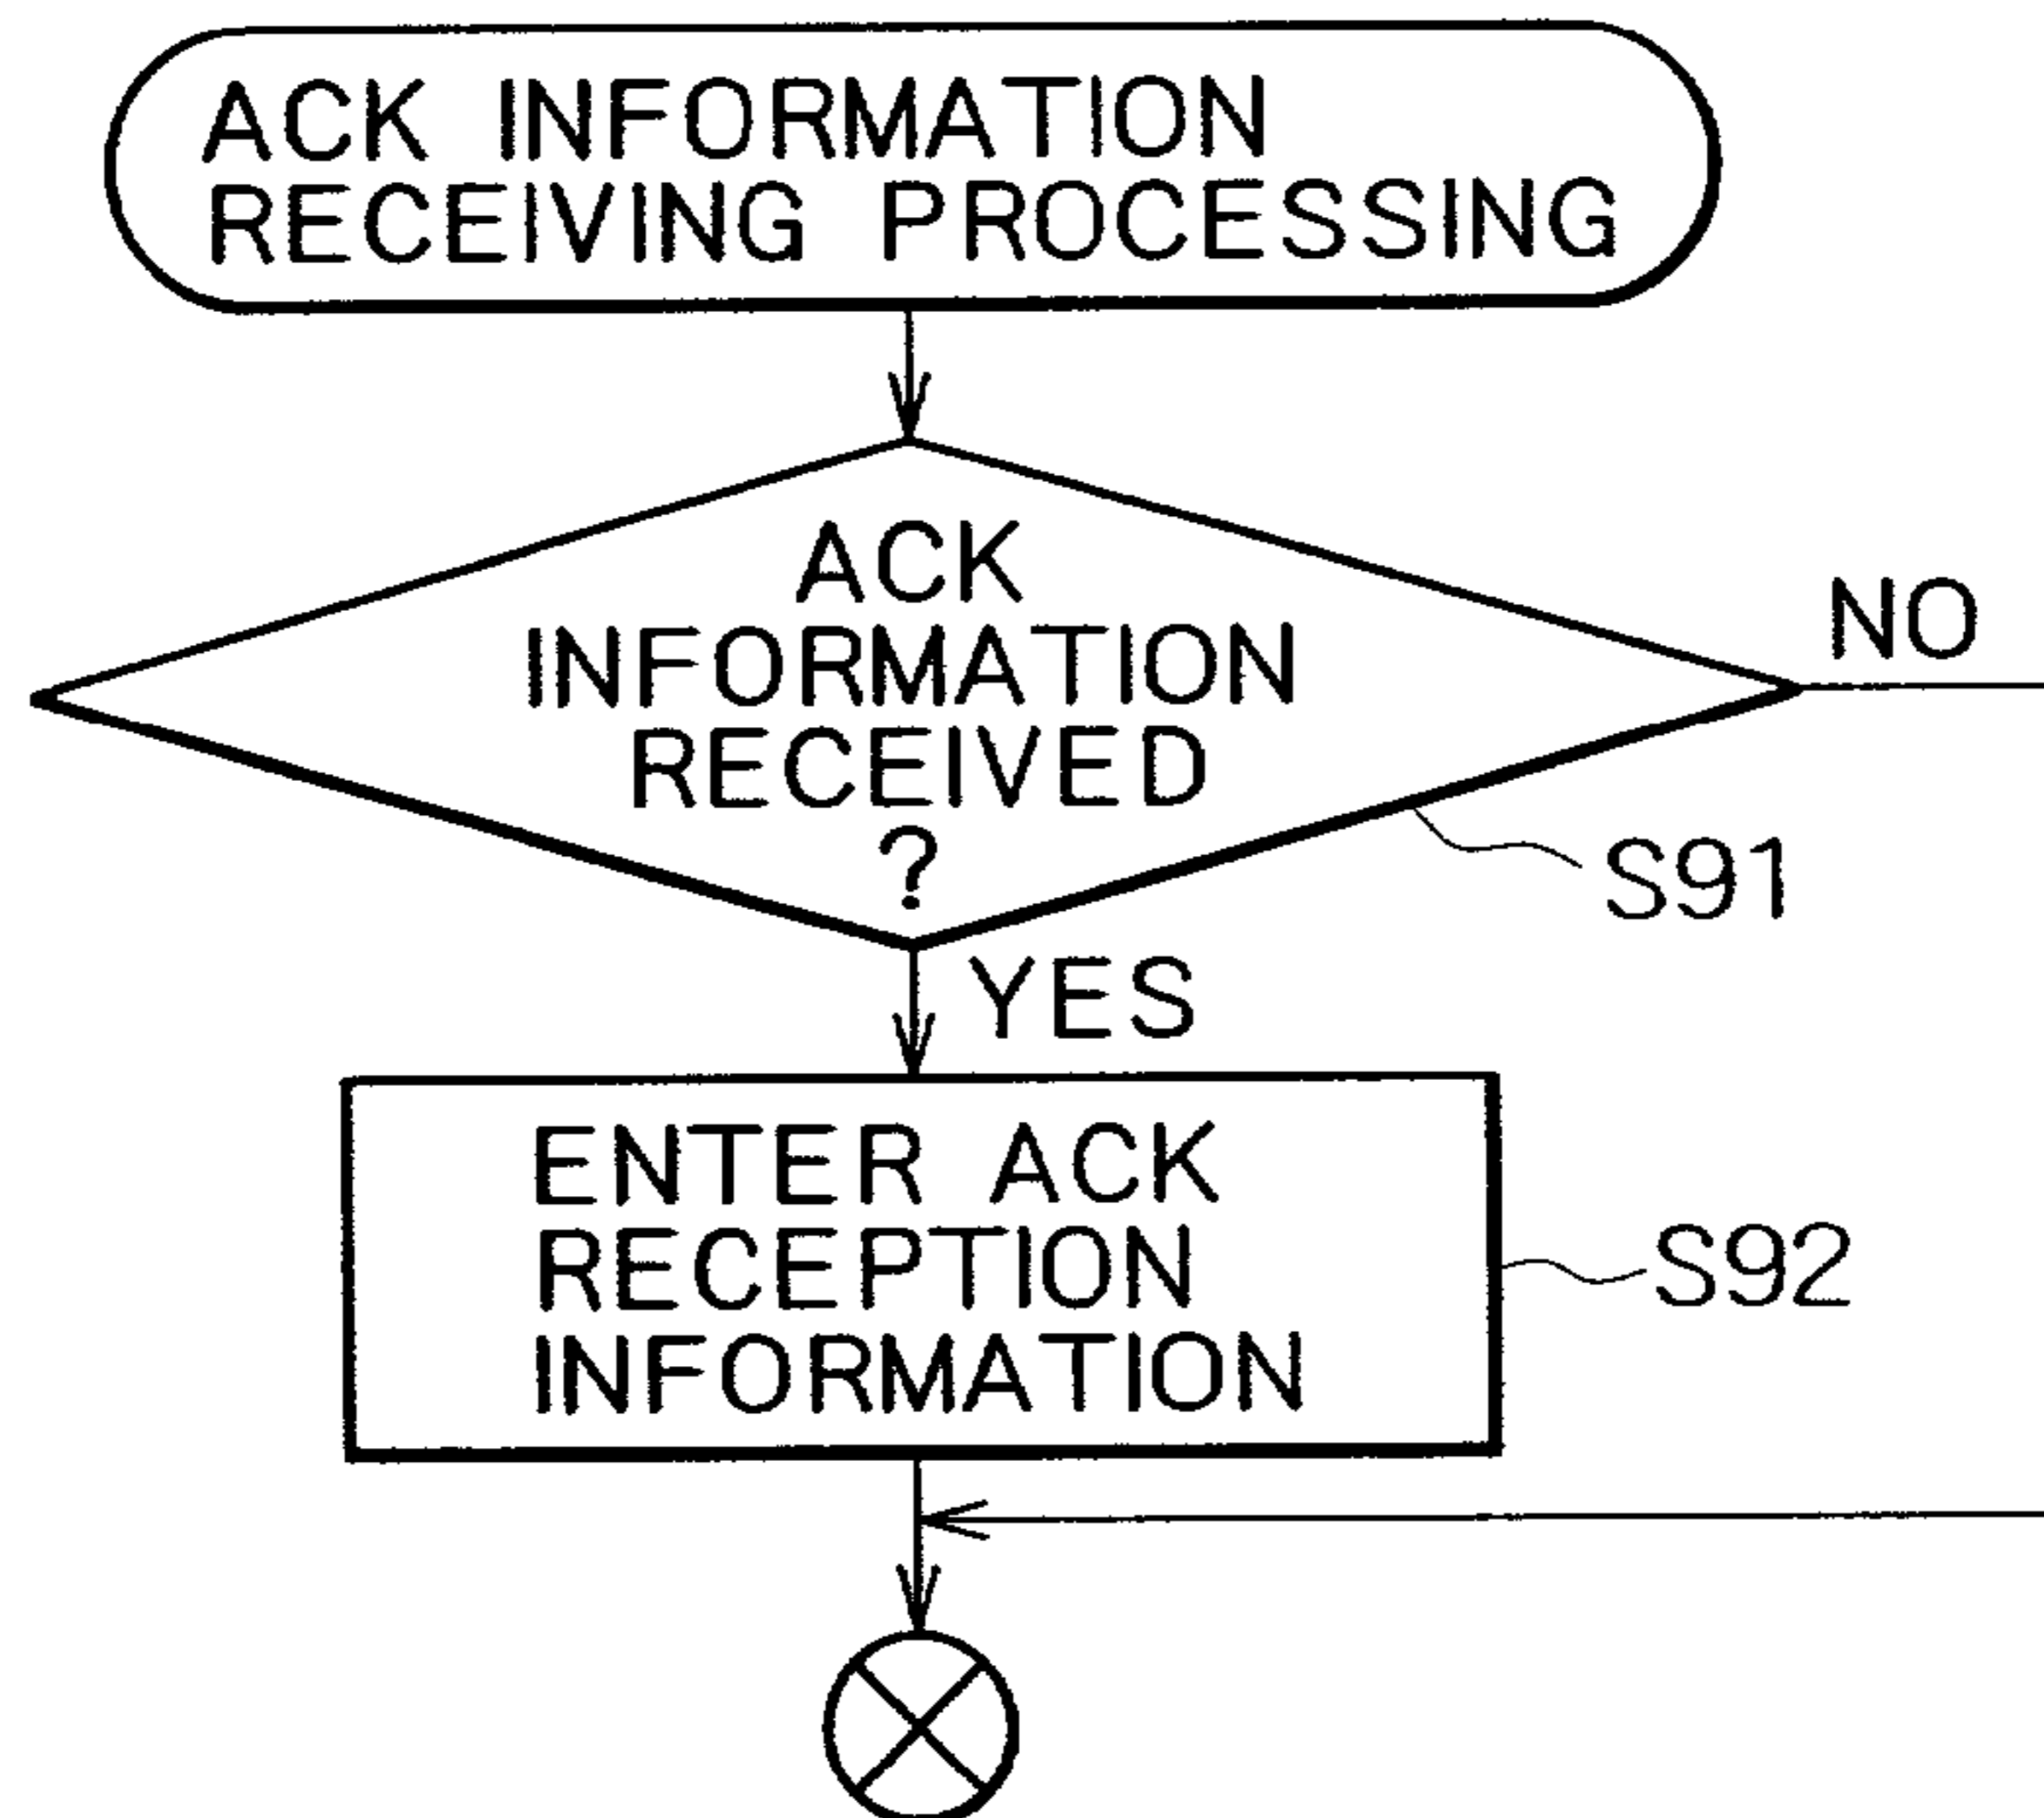 ACK INFORMATION
RECEIVING PROCESSING
ACK
INFORMATION
RECEIVED
?
NO
S91
YES
ENTER ACK
RECEPTION
INFORMATION
S92